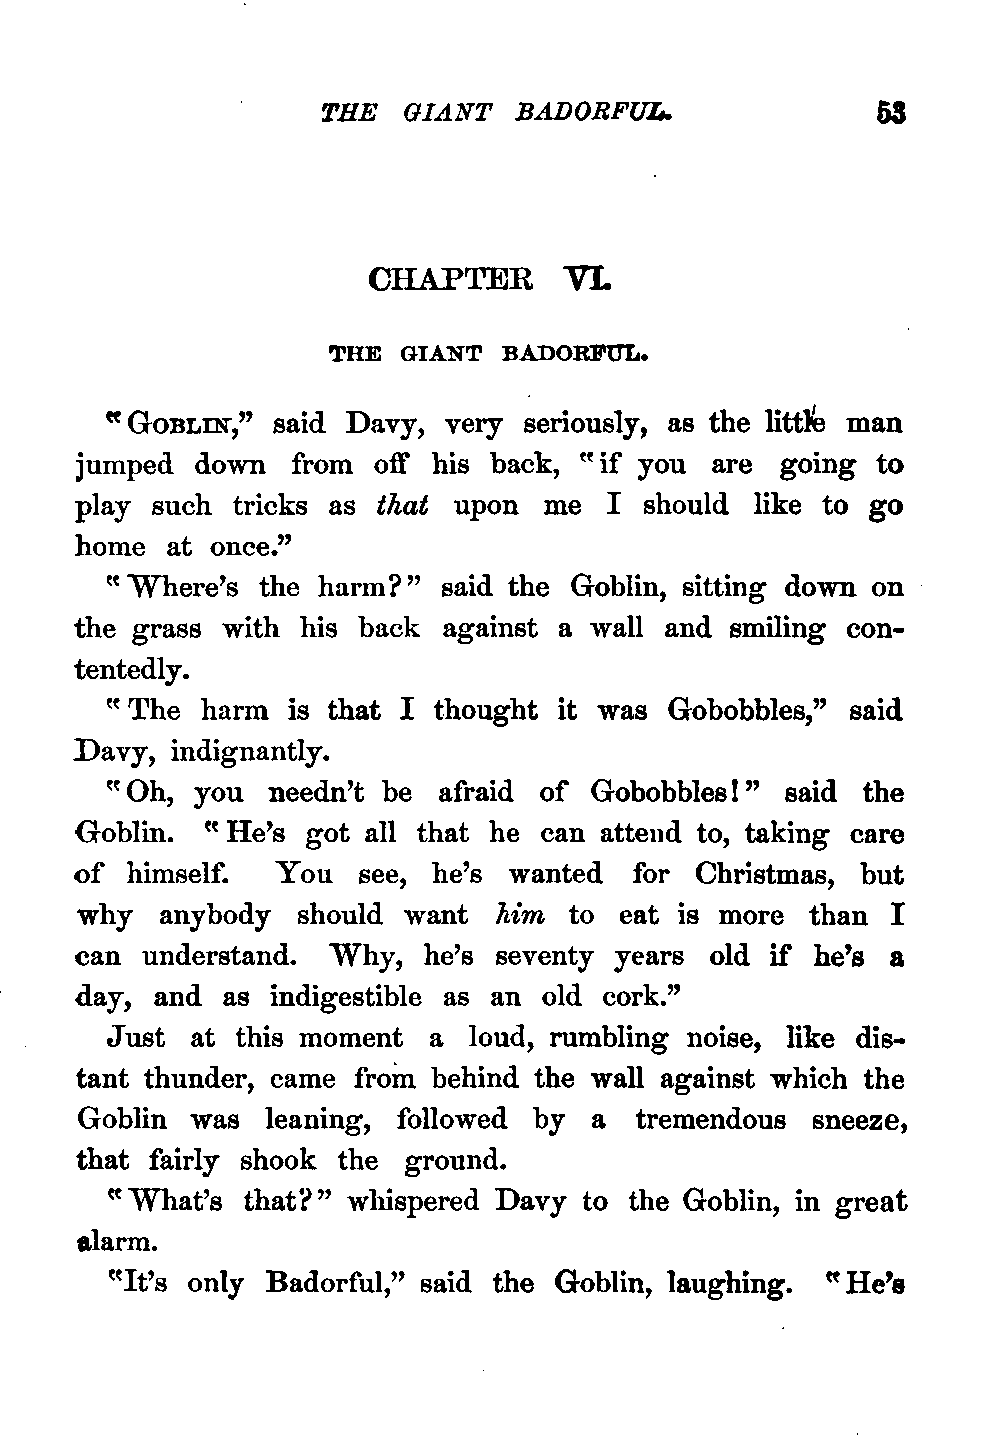 THE GIANT BADORFUL. 53
CHAPTER VI.
THE GIANT BADORFUL.
“GOBLIN,” said Davy, very seriously, as the little man
jumped down from off his back, “if you are going to
play such tricks as that upon me I should like to go
home at once.”
“Where’s the harm?” said the Goblin, sitting down on
the grass with his back against a wall and smiling con-
tentedly.
“The harm is that I thought it was Gobobbles,” said
Davy, indignantly.
“Oh, you needn’t be afraid of Gobobbles!” said the
Goblin. “He’s got all that he can attend to, taking care
of himself. You see, he’s wanted for Christmas, but
why anybody should want him to eat is more than I
can understand. Why, he’s seventy years old if he’s a
day, and as indigestible as an old cork.”
Just at this moment a loud, rumbling noise, like dis-
tant thunder, came from behind the wall against which the
Goblin was leaning, followed by a tremendous sneeze,
that fairly shook the ground.
“What’s that?” whispered Davy to the Goblin, in great
alarm.
“It’s only Badorful,” said the Goblin, laughing. “He’s